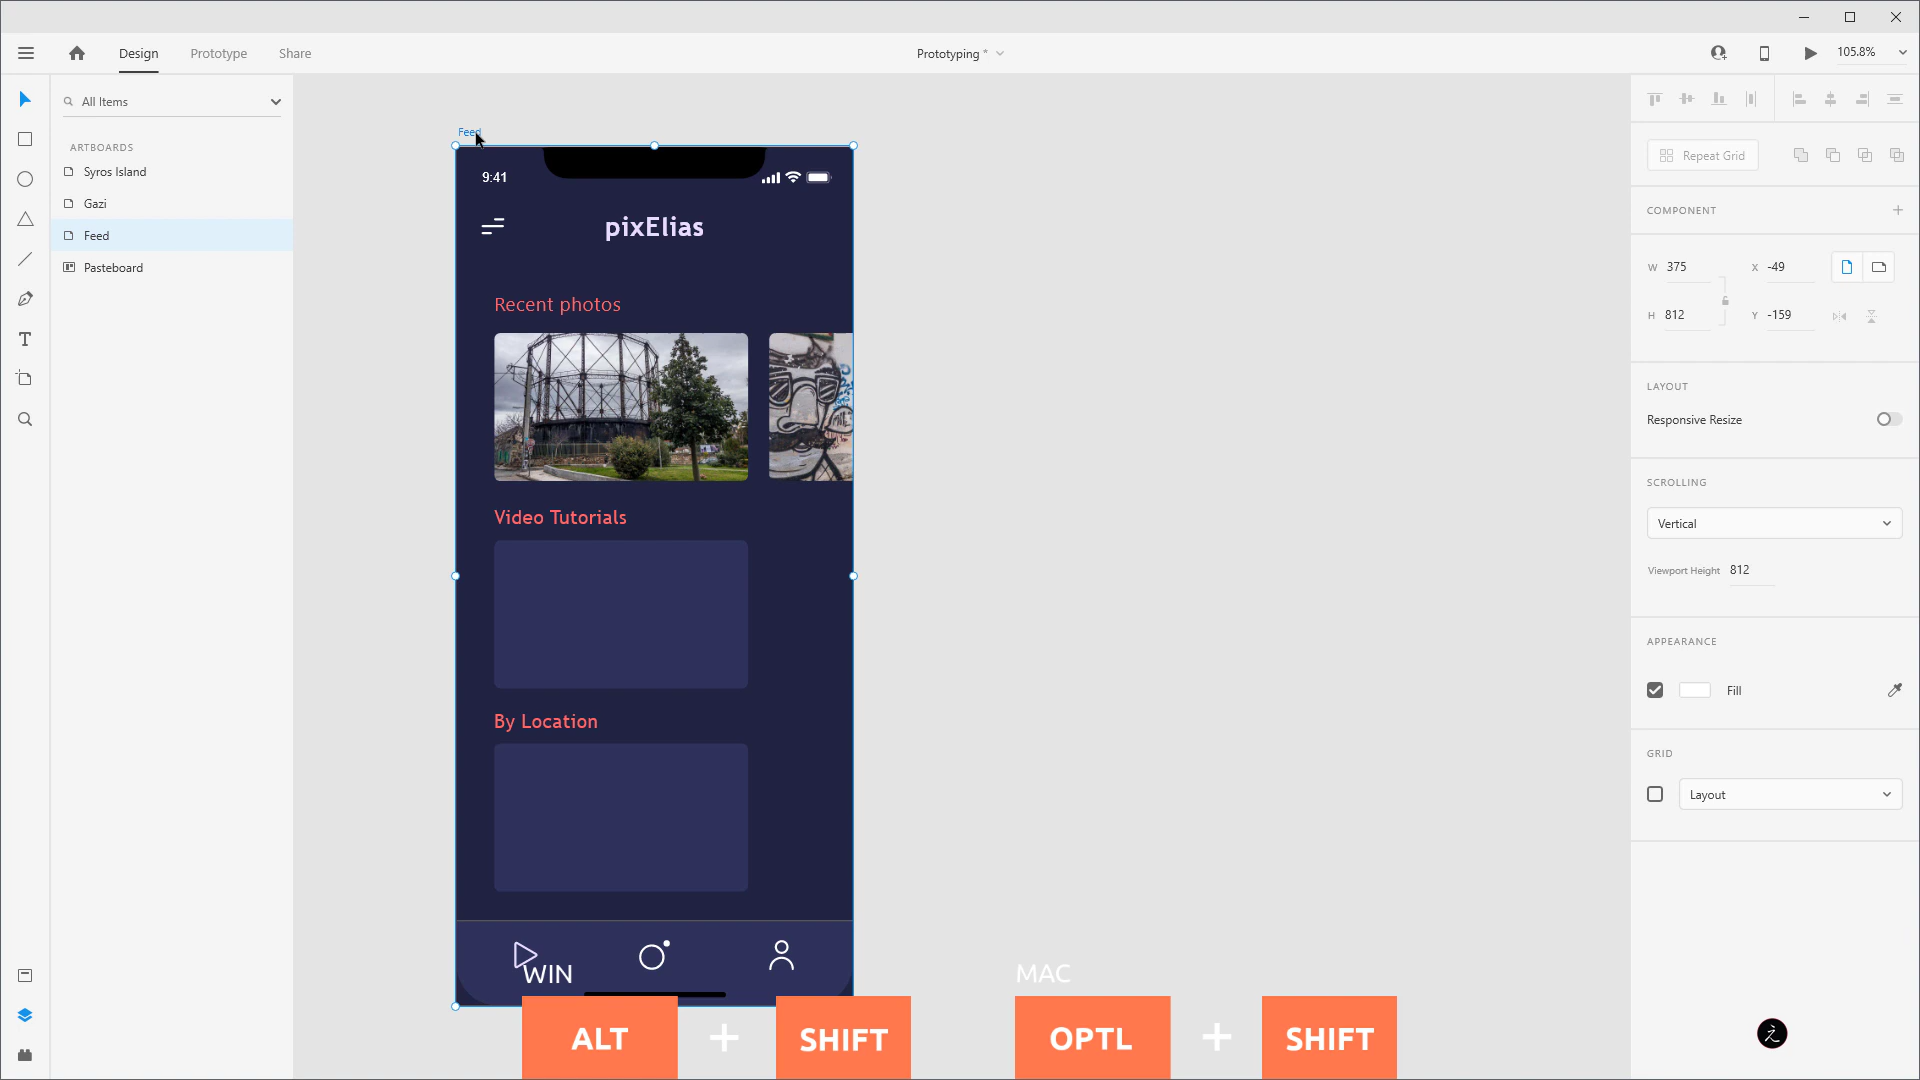 Design
Prototype
Share
Prototyping *
105.8%
All Items
ARTBOARDS
Syros Island
Gazi
Feed
Pasteboard
Feed
9:41
pixElias
Recent photos
Video Tutorials
By Location
WIN
ALT + SHIFT
MAC
OPTL + SHIFT
Repeat Grid
COMPONENT
W 375
X -49
H 812
Y -159
LAYOUT
Responsive Resize
SCROLLING
Vertical
Viewport Height 812
APPEARANCE
Fill
GRID
Layout
え